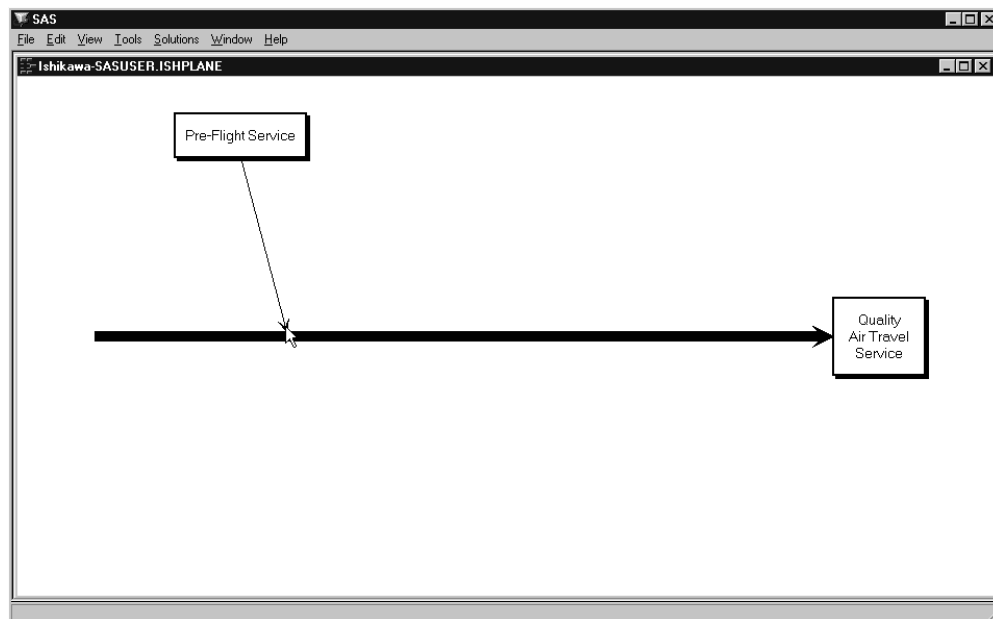 SAS
File Edit View Tools Solutions Window Help
Ishikawa-SASUSER.ISHPLANE
Pre-Flight Service
Quality
Air Travel
Service